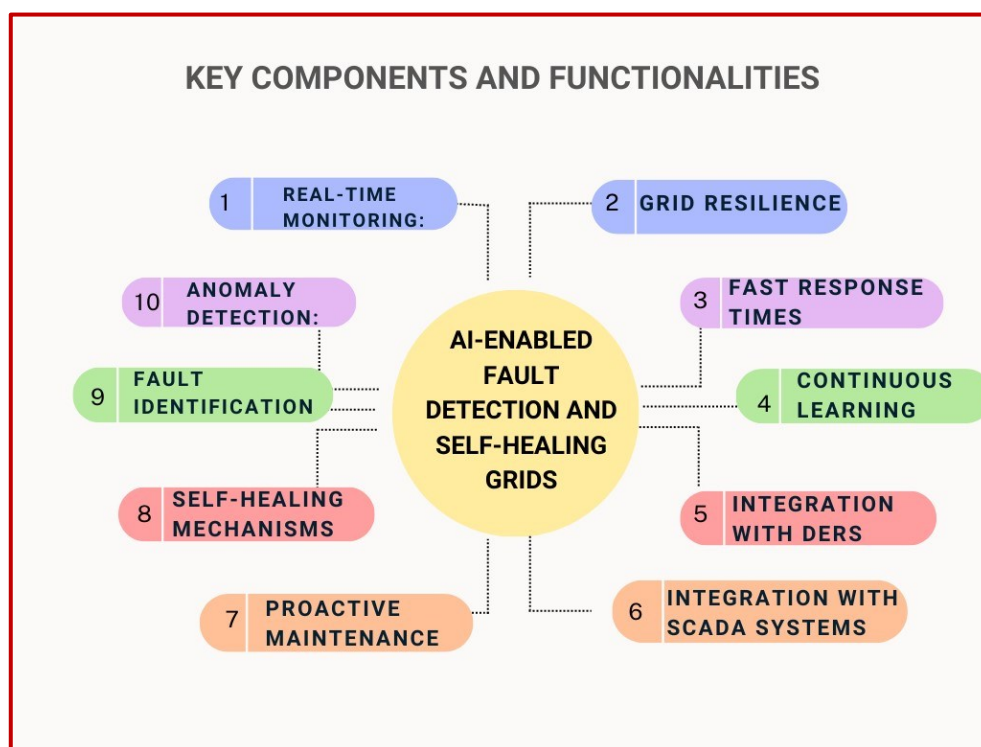 KEY COMPONENTS AND FUNCTIONALITIES
1
REAL-TIME
MONITORING:
2
GRID RESILIENCE
10
ANOMALY
DETECTION:
3
FAST RESPONSE
TIMES
AI-ENABLED
FAULT
DETECTION AND
SELF-HEALING
GRIDS
9
FAULT
IDENTIFICATION
4
CONTINUOUS
LEARNING
8
SELF-HEALING
MECHANISMS
5
INTEGRATION
WITH DERS
7
PROACTIVE
MAINTENANCE
6
INTEGRATION WITH
SCADA SYSTEMS